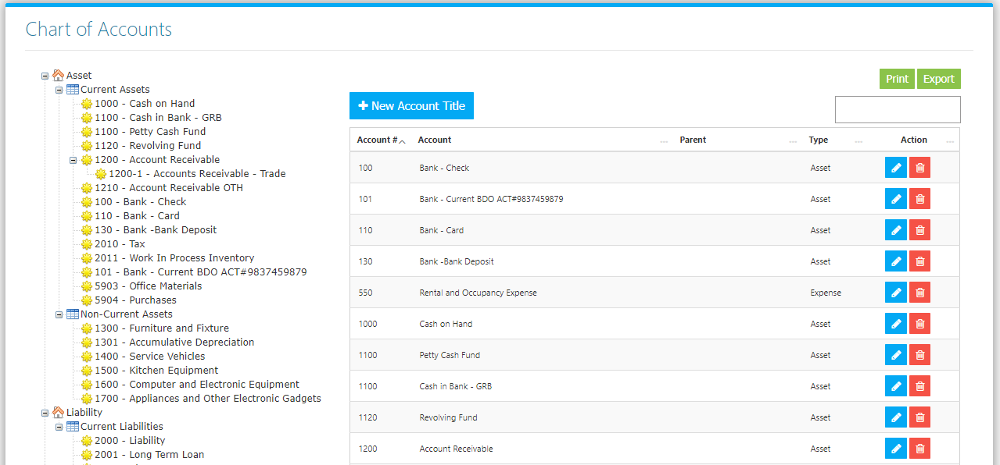 Chart of Accounts
Asset
Current Assets
1000 - Cash on Hand
1100 - Cash in Bank - GRB
1100 - Petty Cash Fund
1120 - Revolving Fund
1200 - Account Receivable
1200-1 - Accounts Receivable - Trade
1210 - Account Receivable OTH
100 - Bank - Check
110 - Bank - Card
130 - Bank -Bank Deposit
2010 - Tax
2011 - Work In Process Inventory
101 - Bank - Current BDO ACT#9837459879
5903 - Office Materials
5904 - Purchases
Non-Current Assets
1300 - Furniture and Fixture
1301 - Accumulative Depreciation
1400 - Service Vehicles
1500 - Kitchen Equipment
1600 - Computer and Electronic Equipment
1700 - Appliances and Other Electronic Gadgets
Liability
Current Liabilities
2000 - Liability
2001 - Long Term Loan
Print Export
New Account Title
Account # Account Parent Type Action
100 Bank - Check Asset
101 Bank - Current BDO ACT#9837459879 Asset
110 Bank - Card Asset
130 Bank -Bank Deposit Asset
550 Rental and Occupancy Expense Expense
1000 Cash on Hand Asset
1100 Petty Cash Fund Asset
1100 Cash in Bank - GRB Asset
1120 Revolving Fund Asset
1200 Account Receivable Asset